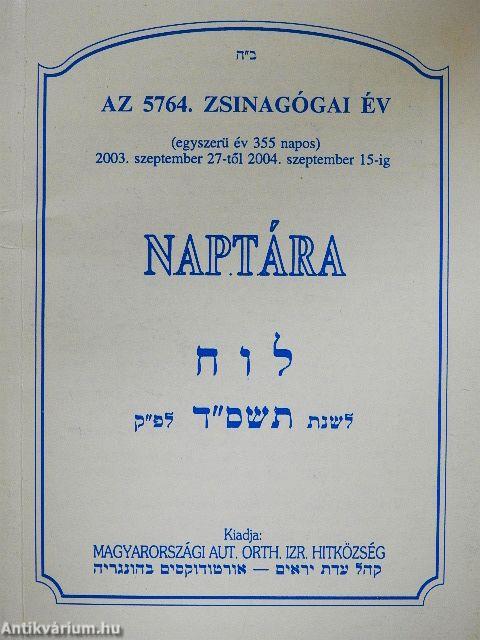 ב״ה
AZ 5764. ZSINAGÓGAI ÉV
(egyszerű év 355 napos)
2003. szeptember 27-től 2004. szeptember 15-ig
NAPTÁRA
לוח
לשנת תשס״ד לפ״ק
Kiadja:
MAGYARORSZÁGI AUT. ORTH. IZR. HITKÖZSÉG
קהל עדת יראים — אורטודוקסים בהונגריה
Antikvárium.hu